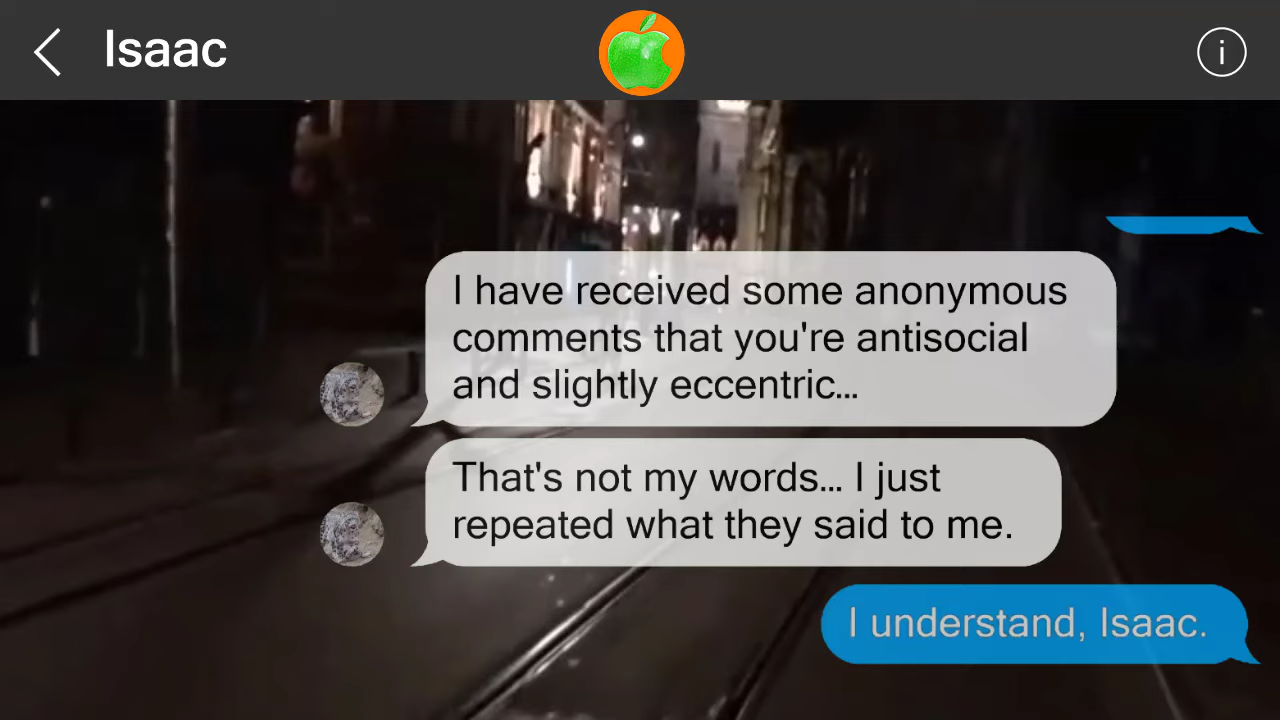 Isaac
i
I have received some anonymous
comments that you're antisocial
and slightly eccentric...
That's not my words... I just
repeated what they said to me.
I understand, Isaac.